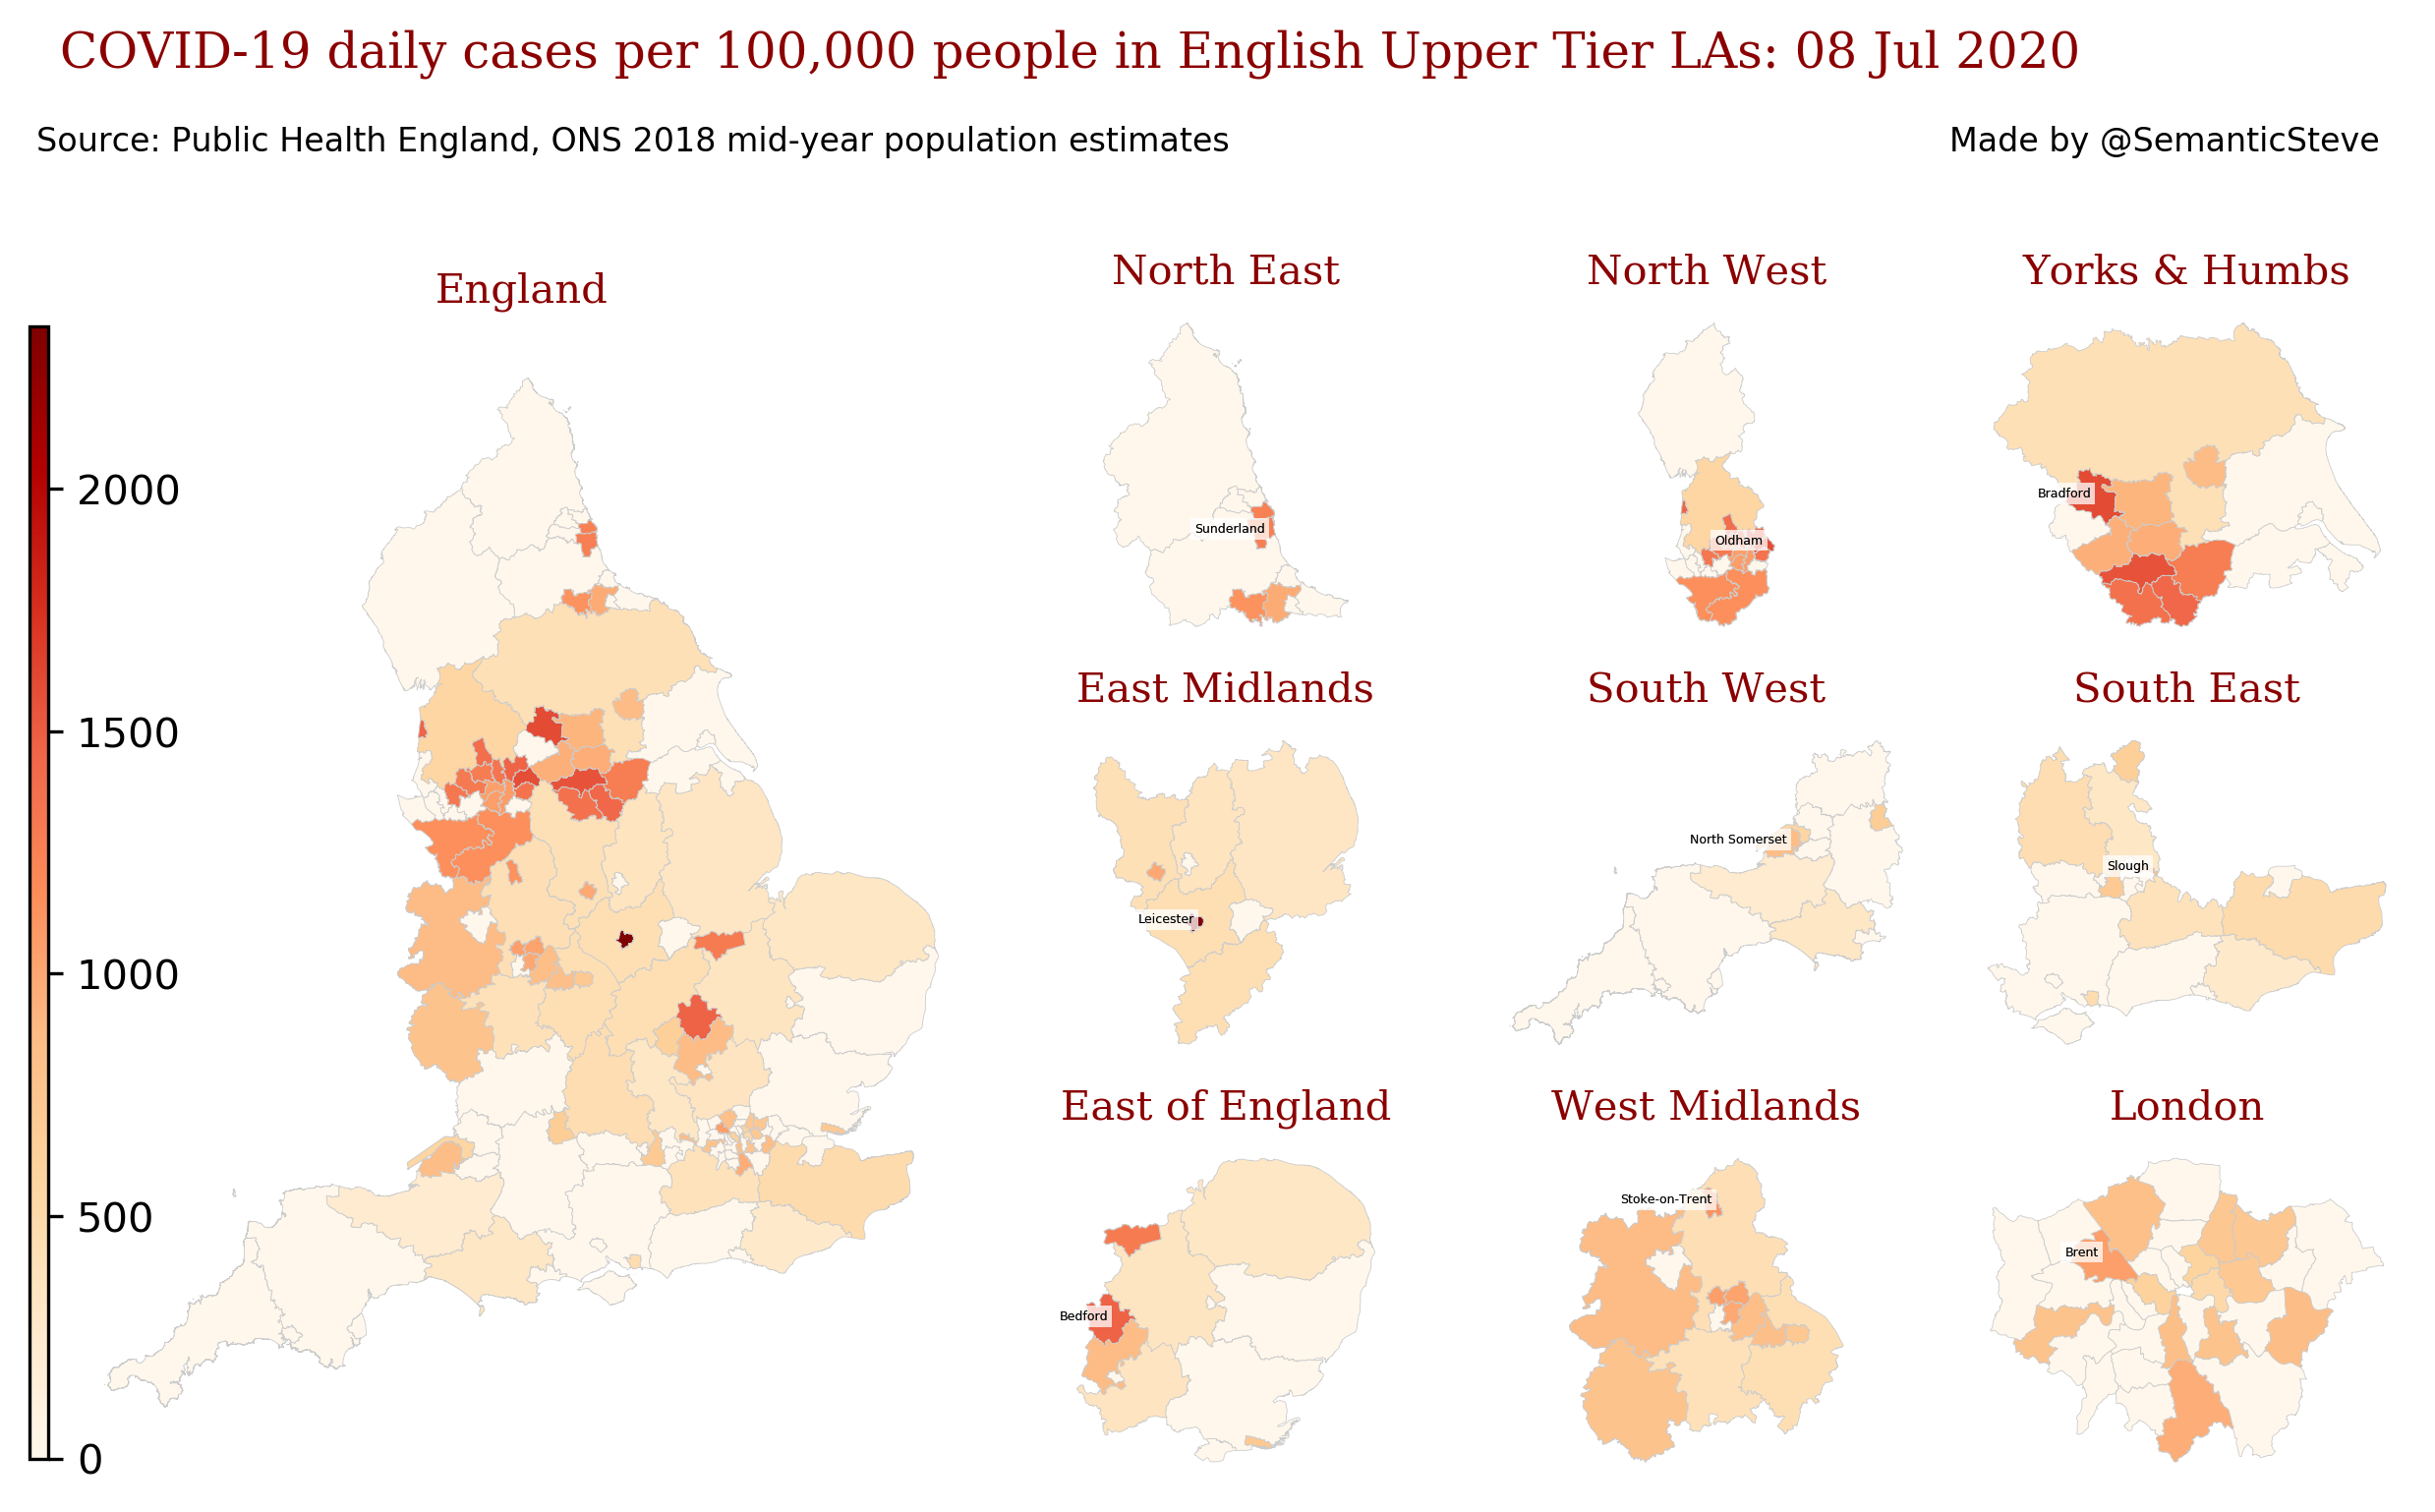 COVID-19 daily cases per 100,000 people in English Upper Tier LAs: 08 Jul 2020
Source: Public Health England, ONS 2018 mid-year population estimates
Made by @SemanticSteve
England
2000
1500
1000
500
0
North East
Sunderland
North West
Oldham
Yorks & Humbs
Bradford
East Midlands
Leicester
South West
North Somerset
South East
Slough
East of England
Bedford
West Midlands
Stoke-on-Trent
London
Brent